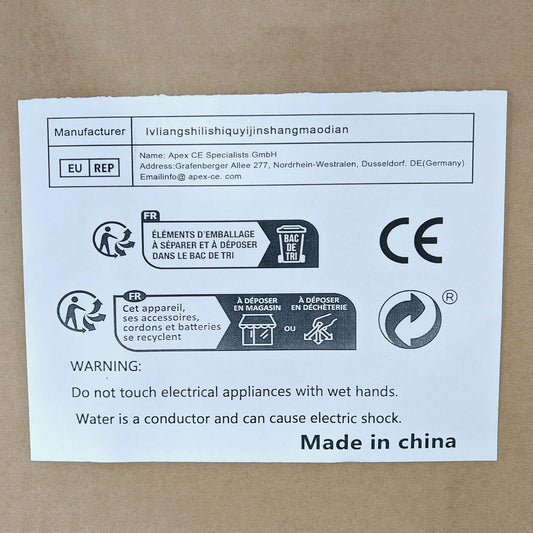 Manufacturer lvliangshilishiquyijinshangmaodian
EU REP
Name: Apex CE Specialists GmbH
Address:Grafenberger Allee 277, Nordrhein-Westralen, Dusseldorf. DE(Germany)
Emailinfo@ apex-ce. com
FR
ÉLÉMENTS D'EMBALLAGE
À SÉPARER ET À DÉPOSER
DANS LE BAC DE TRI
BAC
DE
TRI
CE
FR
Cet appareil,
ses accessoires,
cordons et batteries
se recyclent
À DÉPOSER
EN MAGASIN
OU
À DÉPOSER
EN DÉCHÈTERIE
®
WARNING:
Do not touch electrical appliances with wet hands.
Water is a conductor and can cause electric shock.
Made in china